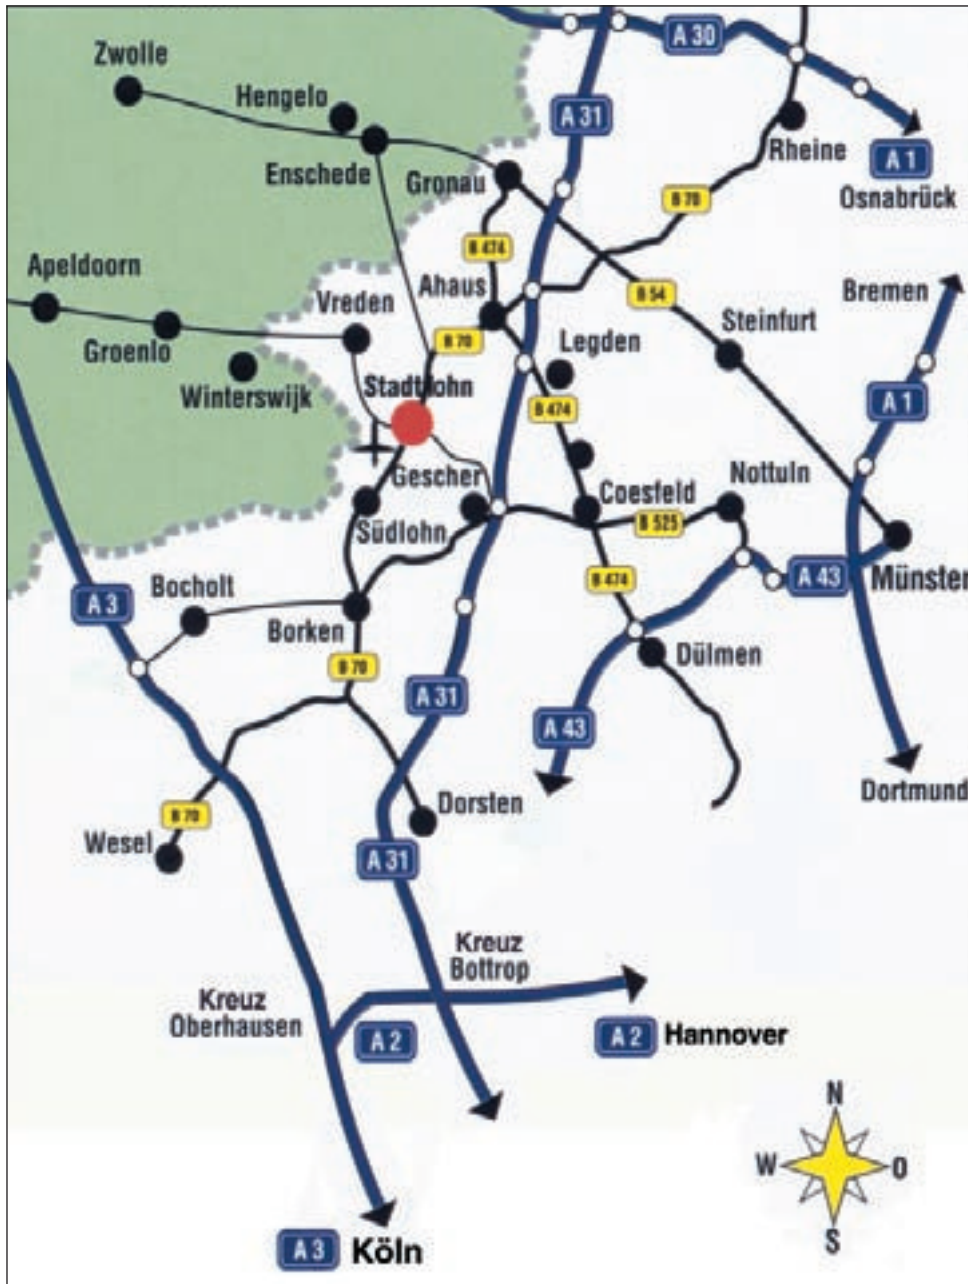 A 30
Zwolle
Hengelo
A 31
Rheine
Enschede
Gronau
A 1
Osnabrück
B 70
B 474
Apeldoorn
Vreden
Ahaus
B 54
Bremen
Groenlo
B 70
Legden
Steinfurt
Winterswijk
Stadtlohn
B 474
A 1
Gescher
Coesfeld
Nottuln
Südlohn
B 525
Bocholt
A 3
B 474
A 43
Münster
Borken
B 70
Dülmen
A 31
A 43
Dortmund
Dorsten
B 70
Wesel
A 31
Kreuz
Bottrop
Kreuz
Oberhausen
A 2
A 2 Hannover
N
W O
S
A 3 Köln